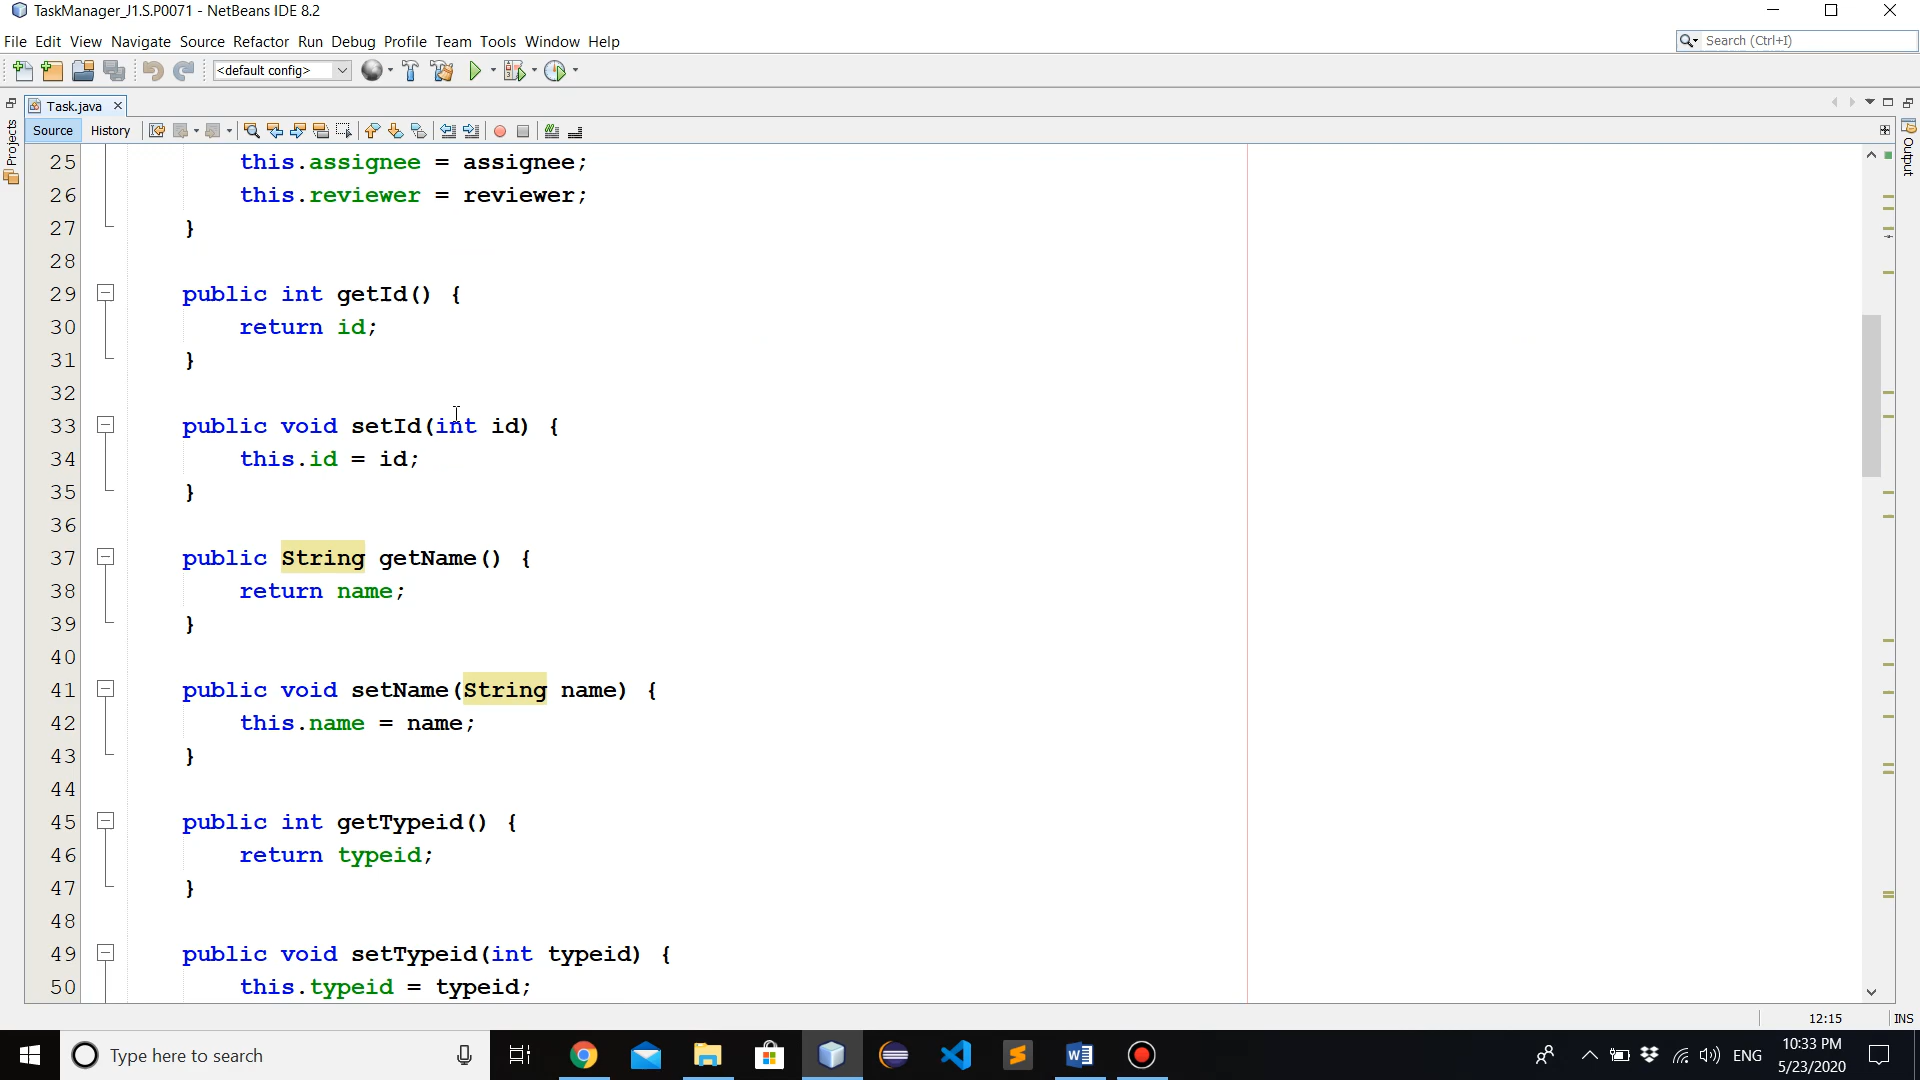 TaskManager_J1.S.P0071 - NetBeans IDE 8.2
File Edit View Navigate Source Refactor Run Debug Profile Team Tools Window Help
Search (Ctrl+I)
<default config>
Task.java
Source History
Projects
Output
25 this.assignee = assignee;
26 this.reviewer = reviewer;
27 }
28
29 public int getId() {
30 return id;
31 }
32
33 public void setId(int id) {
34 this.id = id;
35 }
36
37 public String getName() {
38 return name;
39 }
40
41 public void setName(String name) {
42 this.name = name;
43 }
44
45 public int getTypeid() {
46 return typeid;
47 }
48
49 public void setTypeid(int typeid) {
50 this.typeid = typeid;
12:15 INS
Type here to search
ENG
10:33 PM
5/23/2020